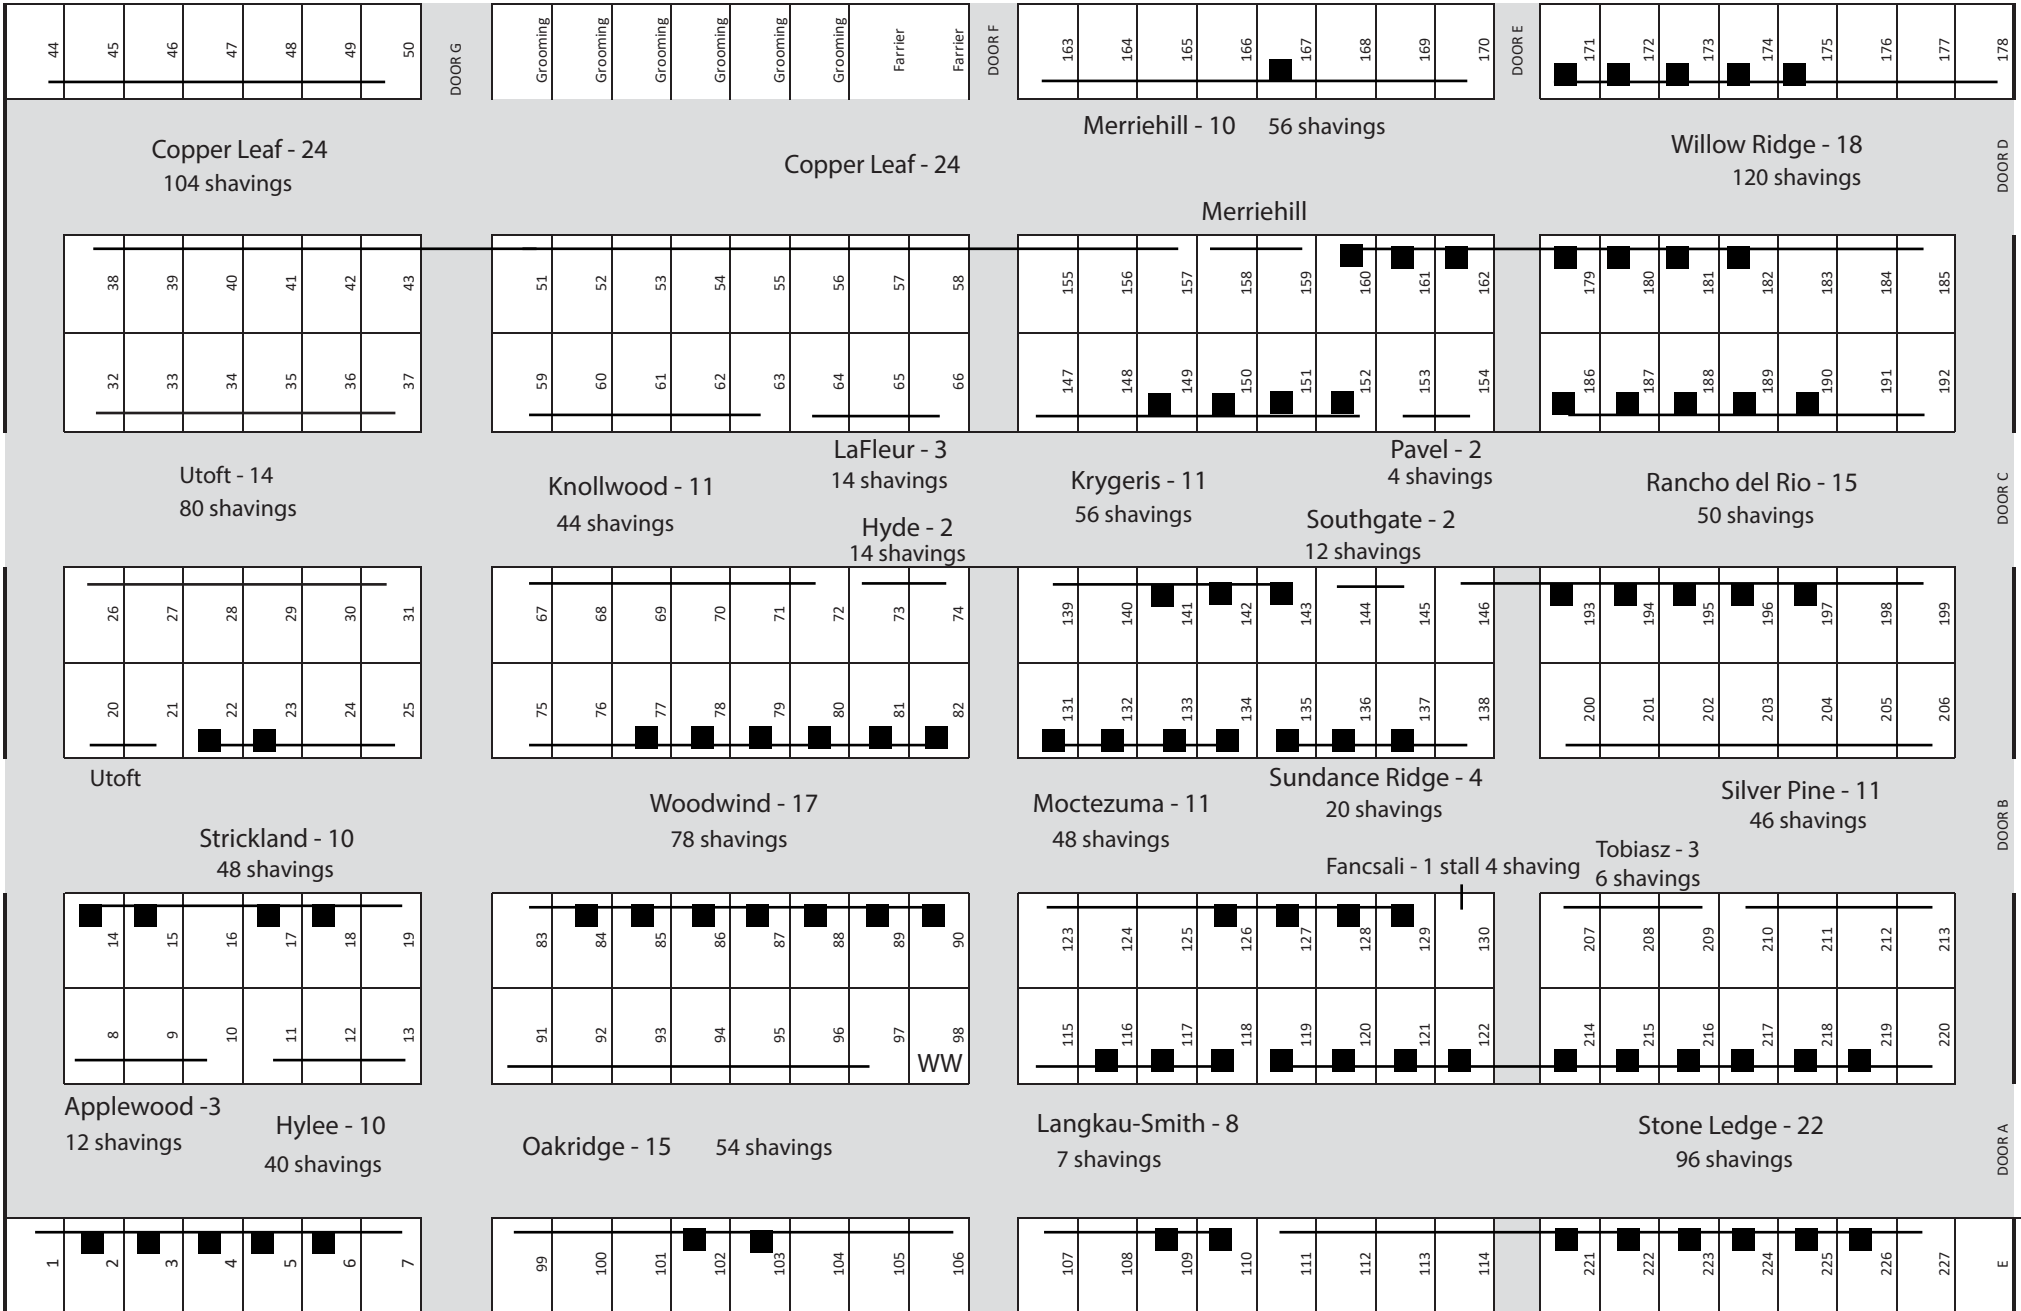 44 45 46 47 48 49 50 DOOR G Grooming Grooming Grooming Grooming Grooming Grooming Farrier Farrier DOOR F 163 164 165 166 167 168 169 170 DOOR E 171 172 173 174 175 176 177 178
Copper Leaf - 24
104 shavings
Copper Leaf - 24
Merriehill - 10 56 shavings
Willow Ridge - 18
120 shavings
DOOR D
Merriehill
38 39 40 41 42 43 51 52 53 54 55 56 57 58 155 156 157 158 159 160 161 162 179 180 181 182 183 184 185
32 33 34 35 36 37 59 60 61 62 63 64 65 66 147 148 149 150 151 152 153 154 186 187 188 189 190 191 192
Utoft - 14
80 shavings
Knollwood - 11
44 shavings
LaFleur - 3
14 shavings
Hyde - 2
14 shavings
Krygeris - 11
56 shavings
Pavel - 2
4 shavings
Southgate - 2
12 shavings
Rancho del Rio - 15
50 shavings
DOOR C
26 27 28 29 30 31 67 68 69 70 71 72 73 74 139 140 141 142 143 144 145 146 193 194 195 196 197 198 199
20 21 22 23 24 25 75 76 77 78 79 80 81 82 131 132 133 134 135 136 137 138 200 201 202 203 204 205 206
Utoft
Strickland - 10
48 shavings
Woodwind - 17
78 shavings
Moctezuma - 11
48 shavings
Sundance Ridge - 4
20 shavings
Fancsali - 1 stall 4 shaving
Tobiasz - 3
6 shavings
Silver Pine - 11
46 shavings
DOOR B
14 15 16 17 18 19 83 84 85 86 87 88 89 90 123 124 125 126 127 128 129 130 207 208 209 210 211 212 213
8 9 10 11 12 13 91 92 93 94 95 96 97 98 115 116 117 118 119 120 121 122 214 215 216 217 218 219 220
WW
Applewood -3
12 shavings
Hylee - 10
40 shavings
Oakridge - 15 54 shavings
Langkau-Smith - 8
7 shavings
Stone Ledge - 22
96 shavings
DOOR A
1 2 3 4 5 6 7 99 100 101 102 103 104 105 106 107 108 109 110 111 112 113 114 221 222 223 224 225 226 227 E